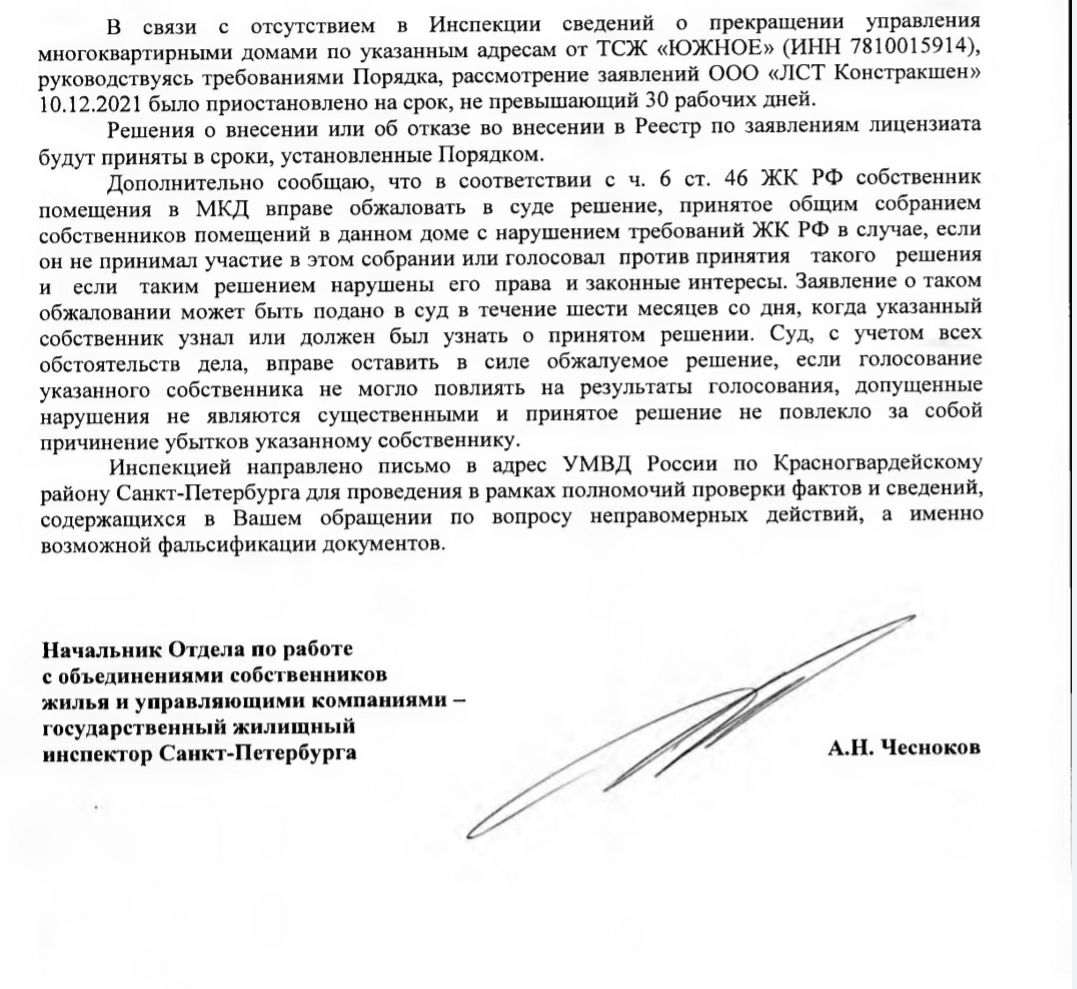 В связи с отсутствием в Инспекции сведений о прекращении управления
многоквартирными домами по указанным адресам от ТСЖ «ЮЖНОЕ» (ИНН 7810015914),
руководствуясь требованиями Порядка, рассмотрение заявлений ООО «ЛСТ Констракшен»
10.12.2021 было приостановлено на срок, не превышающий 30 рабочих дней.
Решения о внесении или об отказе во внесении в Реестр по заявлениям лицензиата
будут приняты в сроки, установленные Порядком.
Дополнительно сообщаю, что в соответствии с ч. 6 ст. 46 ЖК РФ собственник
помещения в МКД вправе обжаловать в суде решение, принятое общим собранием
собственников помещений в данном доме с нарушением требований ЖК РФ в случае, если
он не принимал участие в этом собрании или голосовал против принятия такого решения
и если таким решением нарушены его права и законные интересы. Заявление о таком
обжаловании может быть подано в суд в течение шести месяцев со дня, когда указанный
собственник узнал или должен был узнать о принятом решении. Суд, с учетом всех
обстоятельств дела, вправе оставить в силе обжалуемое решение, если голосование
указанного собственника не могло повлиять на результаты голосования, допущенные
нарушения не являются существенными и принятое решение не повлекло за собой
причинение убытков указанному собственнику.
Инспекцией направлено письмо в адрес УМВД России по Красногвардейскому
району Санкт-Петербурга для проведения в рамках полномочий проверки фактов и сведений,
содержащихся в Вашем обращении по вопросу неправомерных действий, а именно
возможной фальсификации документов.
Начальник Отдела по работе
с объединениями собственников
жилья и управляющими компаниями –
государственный жилищный
инспектор Санкт-Петербурга
А.Н. Чесноков